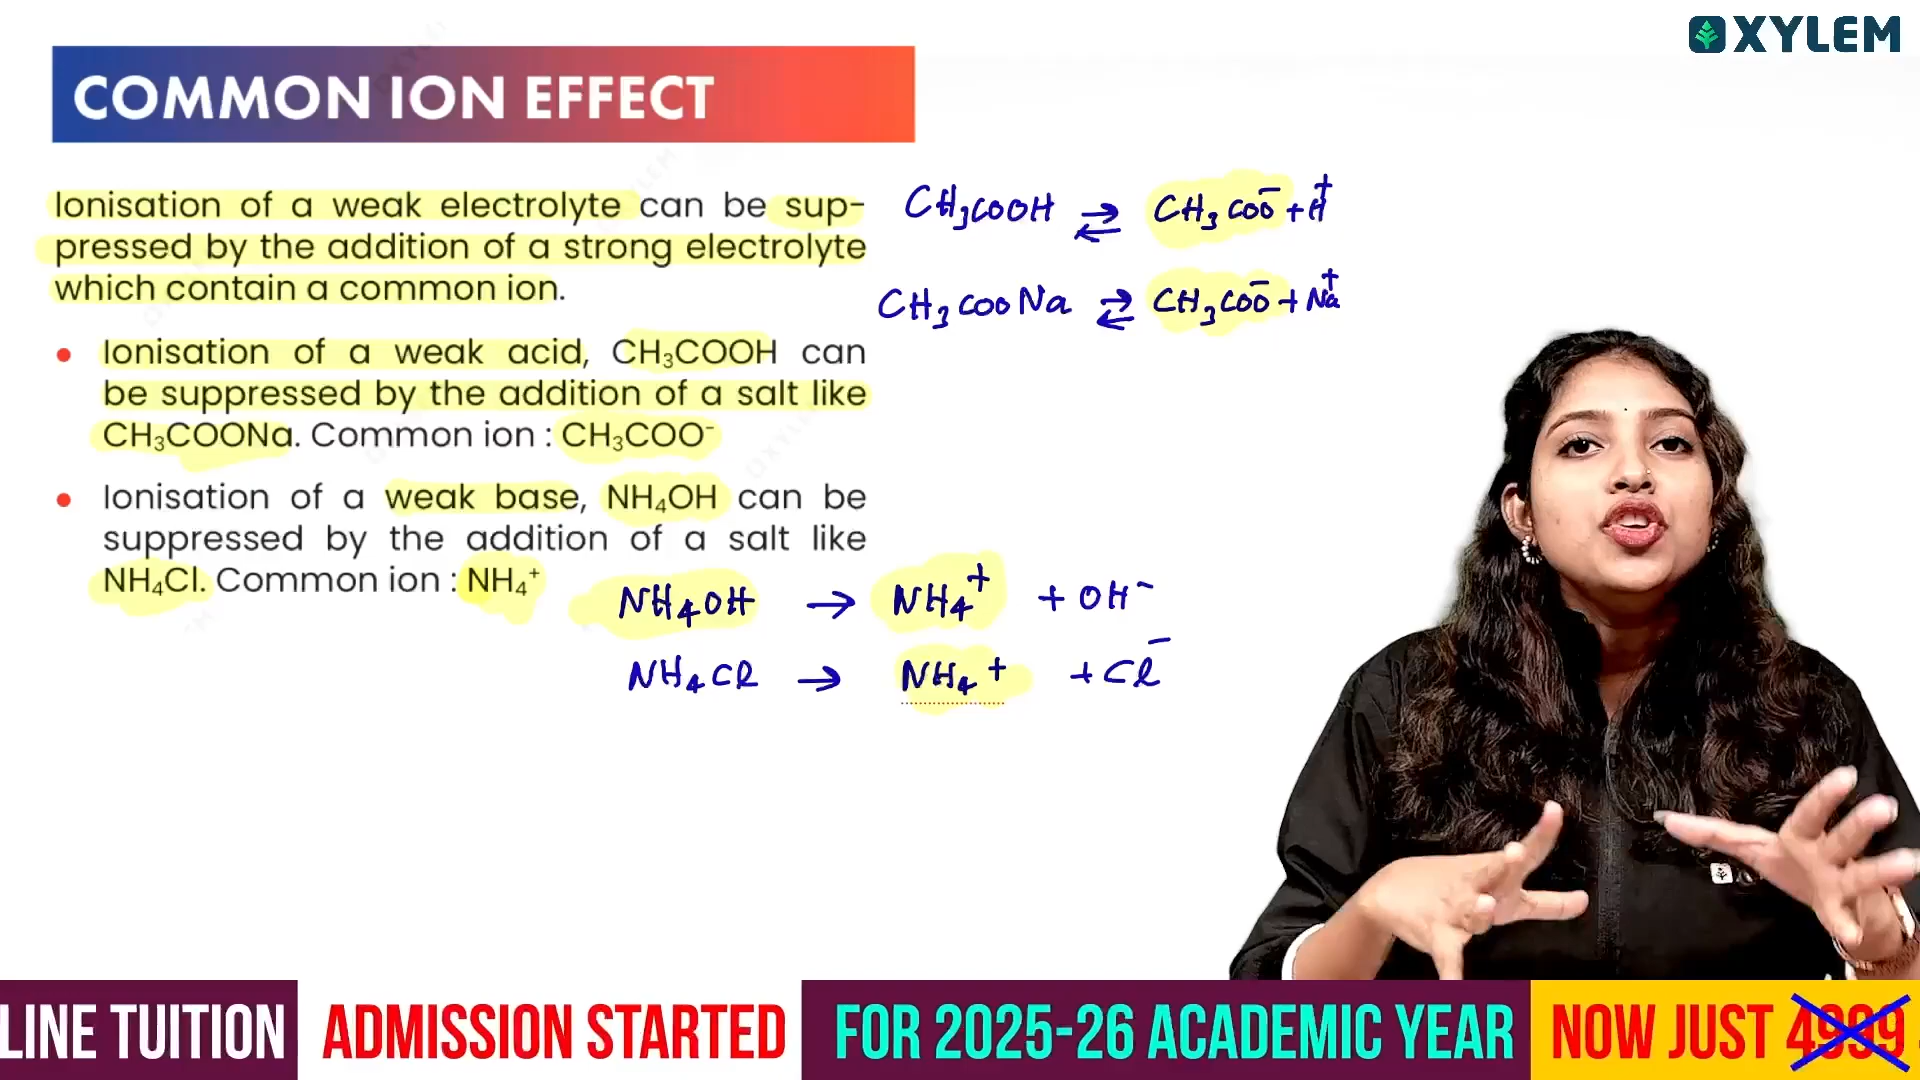 XYLEM
COMMON ION EFFECT
Ionisation of a weak electrolyte can be sup-
pressed by the addition of a strong electrolyte
which contain a common ion.
• Ionisation of a weak acid, CH₃COOH can
be suppressed by the addition of a salt like
CH₃COONa. Common ion : CH₃COO⁻
• Ionisation of a weak base, NH₄OH can be
suppressed by the addition of a salt like
NH₄Cl. Common ion : NH₄⁺
CH₃COOH ⇌ CH₃COO⁻ + H⁺
CH₃COONa ⇌ CH₃COO⁻ + Na⁺
NH₄OH → NH₄⁺ + OH⁻
NH₄Cl → NH₄⁺ + Cl⁻
LINE TUITION ADMISSION STARTED FOR 2025-26 ACADEMIC YEAR NOW JUST 4999